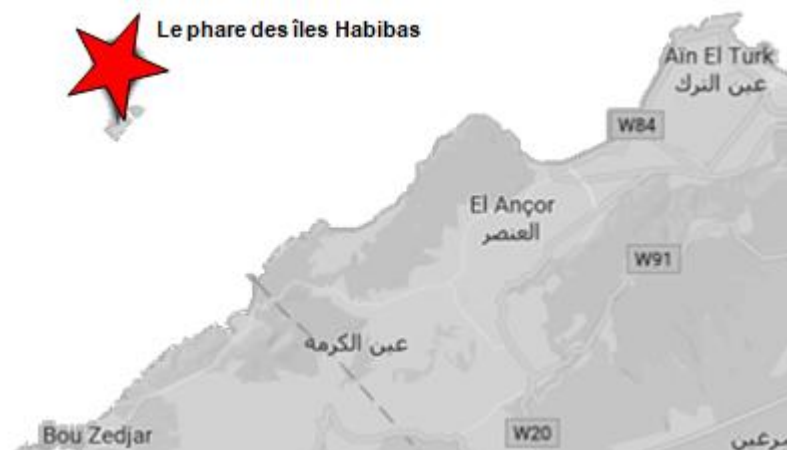 Le phare des îles Habibas
Aïn El Turk
عين الترك
W84
El Ançor
العنصر
W91
عين الكرمة
Bou Zedjar
W20